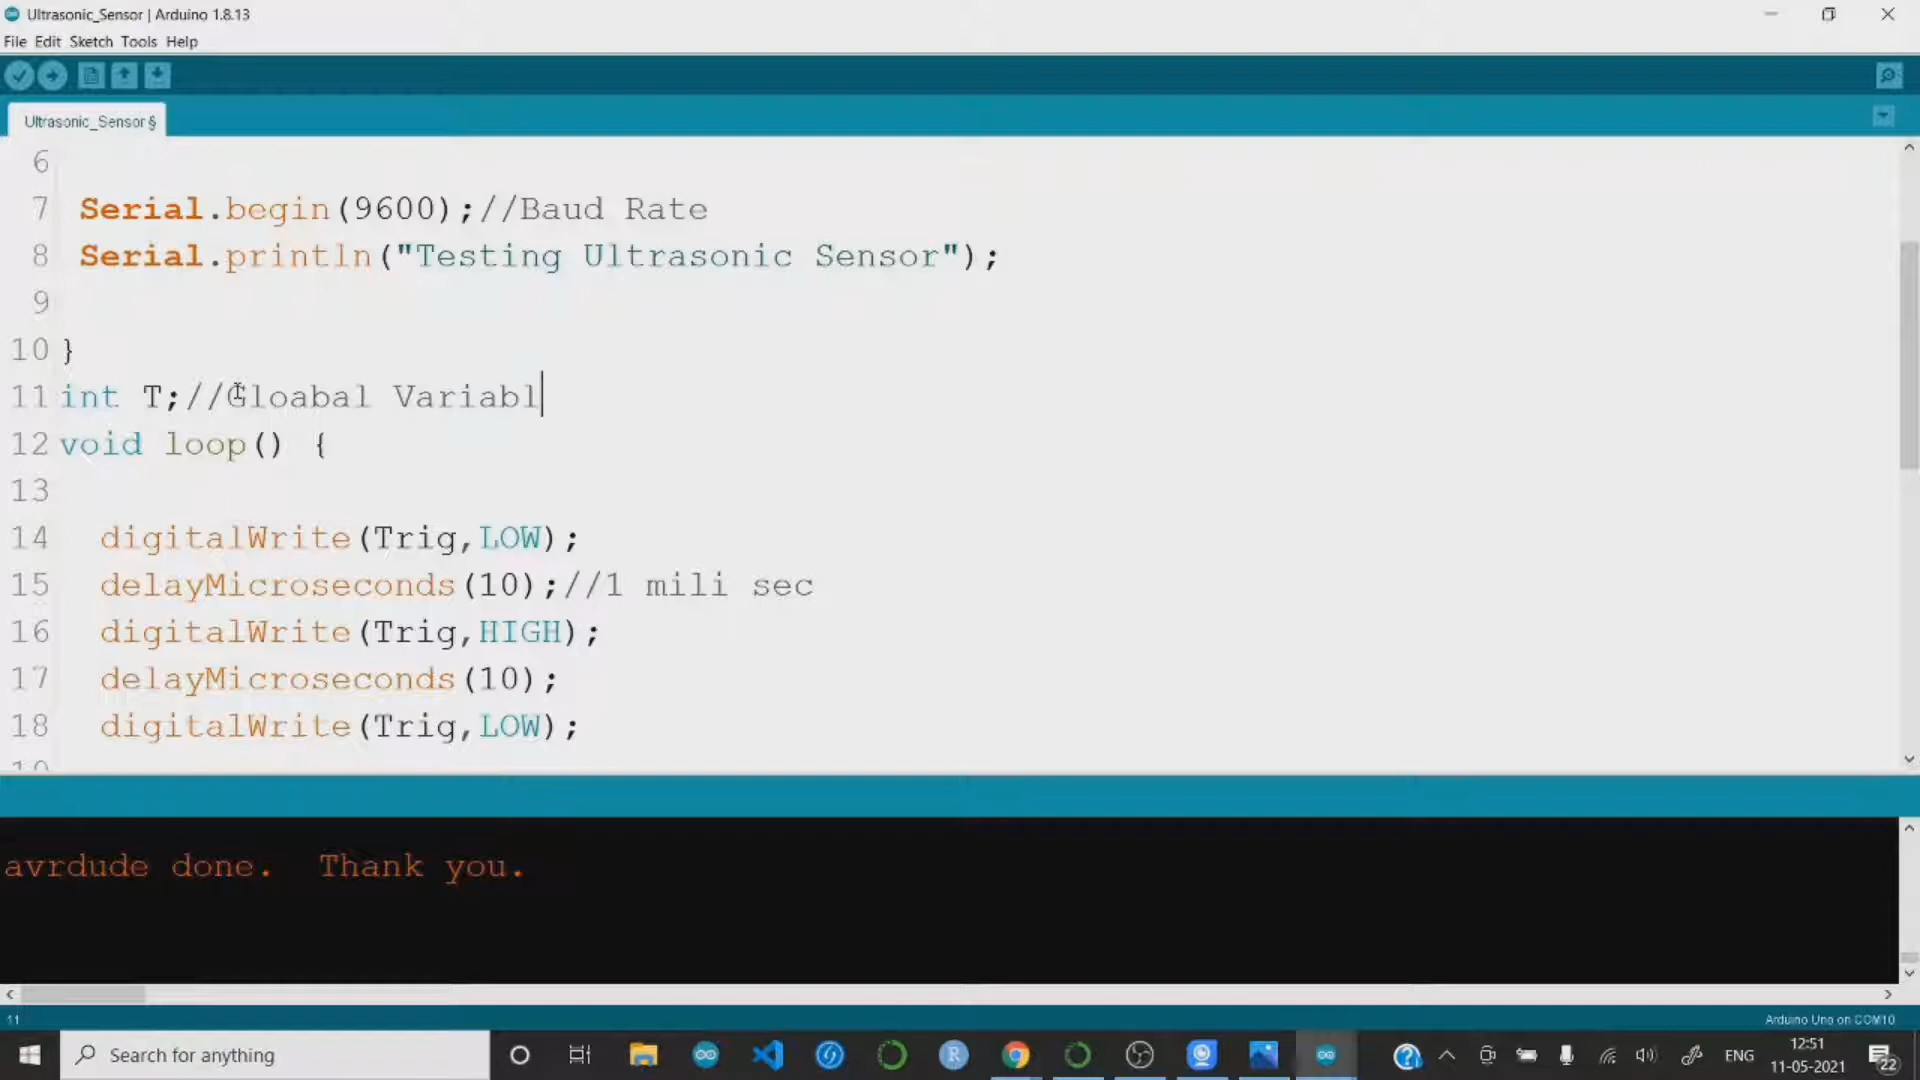 Ultrasonic_Sensor | Arduino 1.8.13
File Edit Sketch Tools Help
Ultrasonic_Sensor §
6
7 Serial.begin(9600);//Baud Rate
8 Serial.println("Testing Ultrasonic Sensor");
9
10 }
11 int T;//Gloabal Variabl
12 void loop() {
13
14 digitalWrite(Trig,LOW);
15 delayMicroseconds(10);//1 mili sec
16 digitalWrite(Trig,HIGH);
17 delayMicroseconds(10);
18 digitalWrite(Trig,LOW);
19
avrdude done. Thank you.
11 Arduino Uno on COM10
Search for anything
R
ENG
12:51
11-05-2021
22